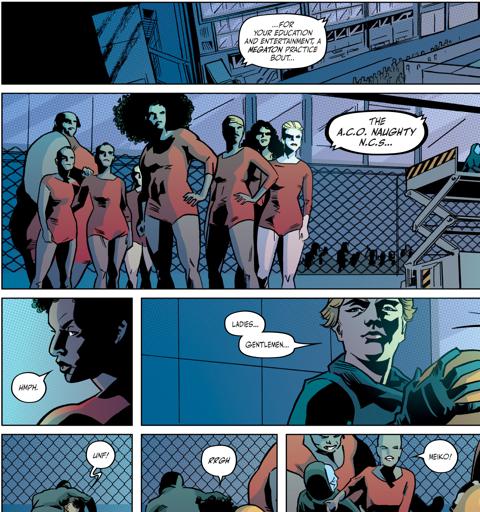 ...FOR
YOUR EDUCATION
AND ENTERTAINMENT, A
MEGATON PRACTICE
BOUT...
THE
A.C.O. NAUGHTY
N.C.S...
HMPH.
LADIES...
GENTLEMEN...
UNF!
RRGH
MEIKO!